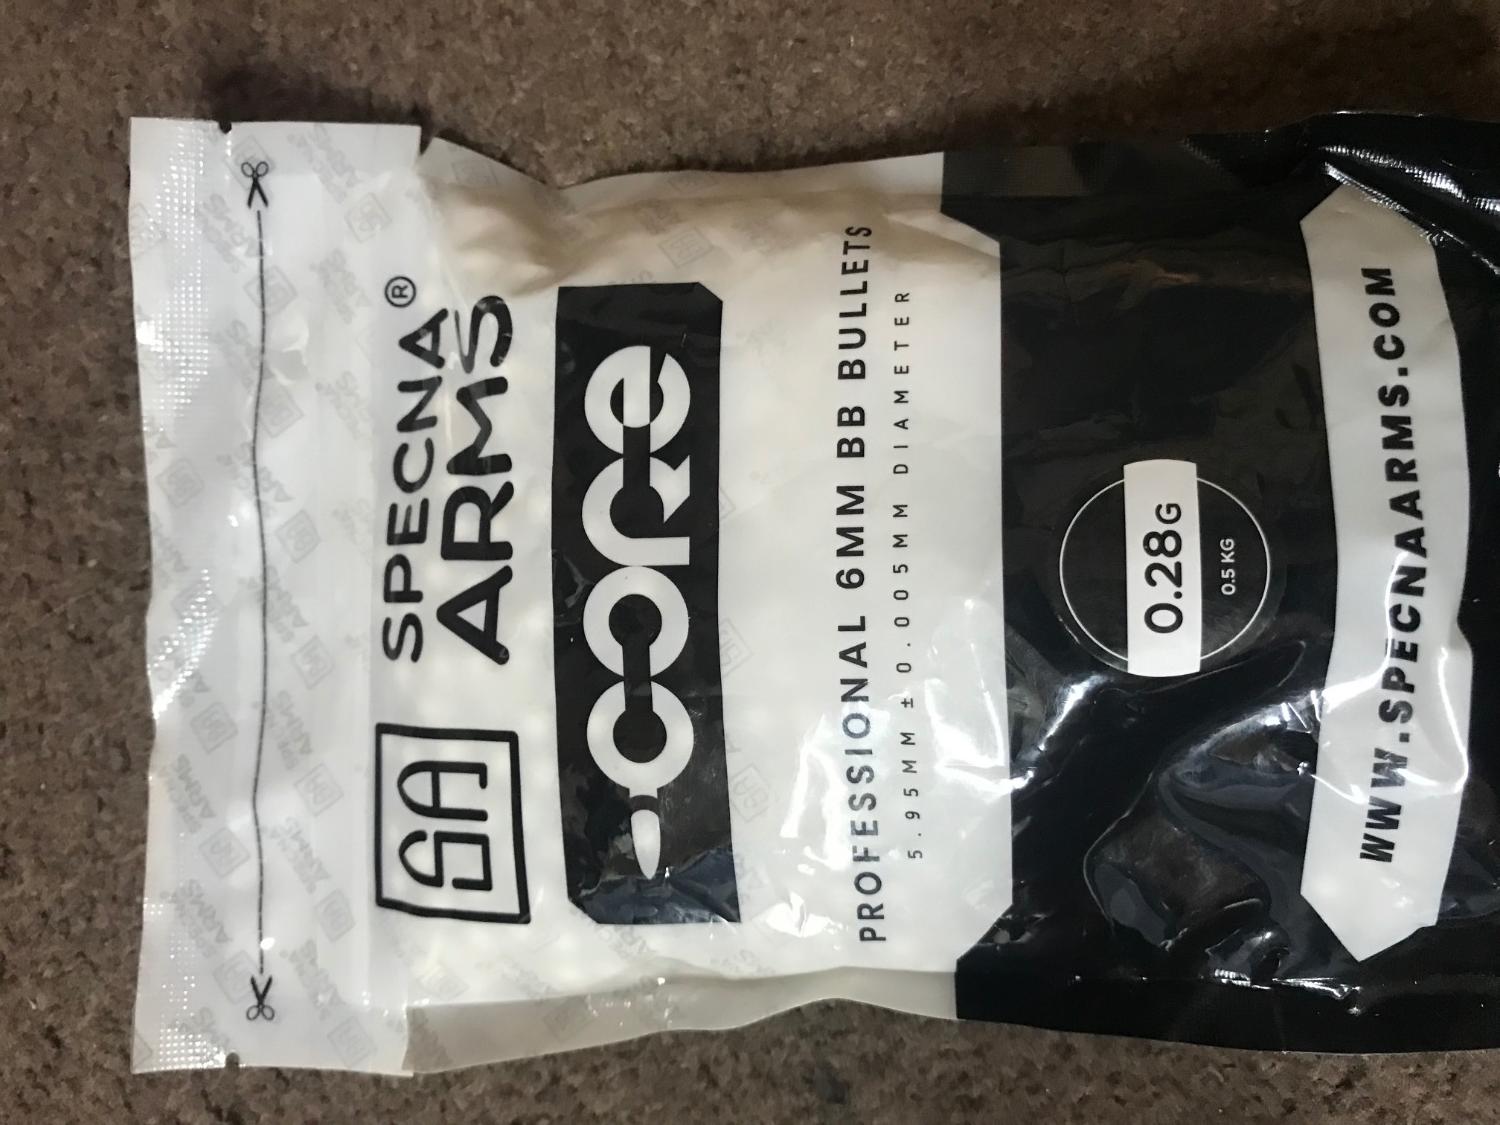 SPECNA
ARMS®
SA
core
PROFESSIONAL 6MM BB BULLETS
5.95MM ± 0.005MM DIAMETER
0.28G
0.5 KG
WWW.SPECNAARMS.COM